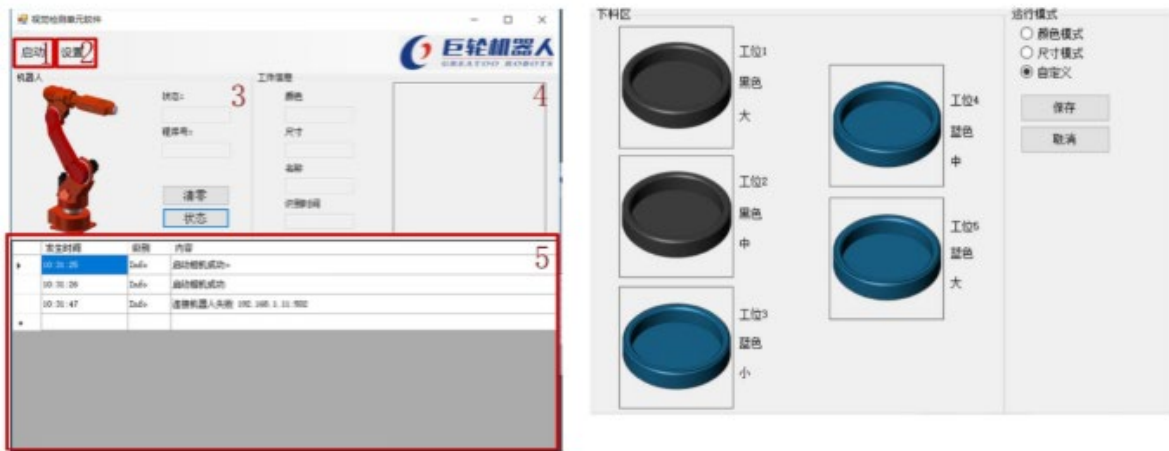 视觉检测单元软件
启动 1 设置 2
巨轮机器人
GREATOO ROBOTS
机器人
状态:
3
程序号:
清零
状态
工件信息
颜色
尺寸
名称
识别时间
4
发生时间 级别 内容
5
10:31:25 Info 启动相机成功
10:31:26 Info 启动相机成功
10:31:47 Info 连接机器人失败 192.168.1.11:502
下料区
工位1
黑色
大
工位2
黑色
中
工位3
蓝色
小
工位4
蓝色
中
工位5
蓝色
大
运行模式
颜色模式
尺寸模式
自定义
保存
取消